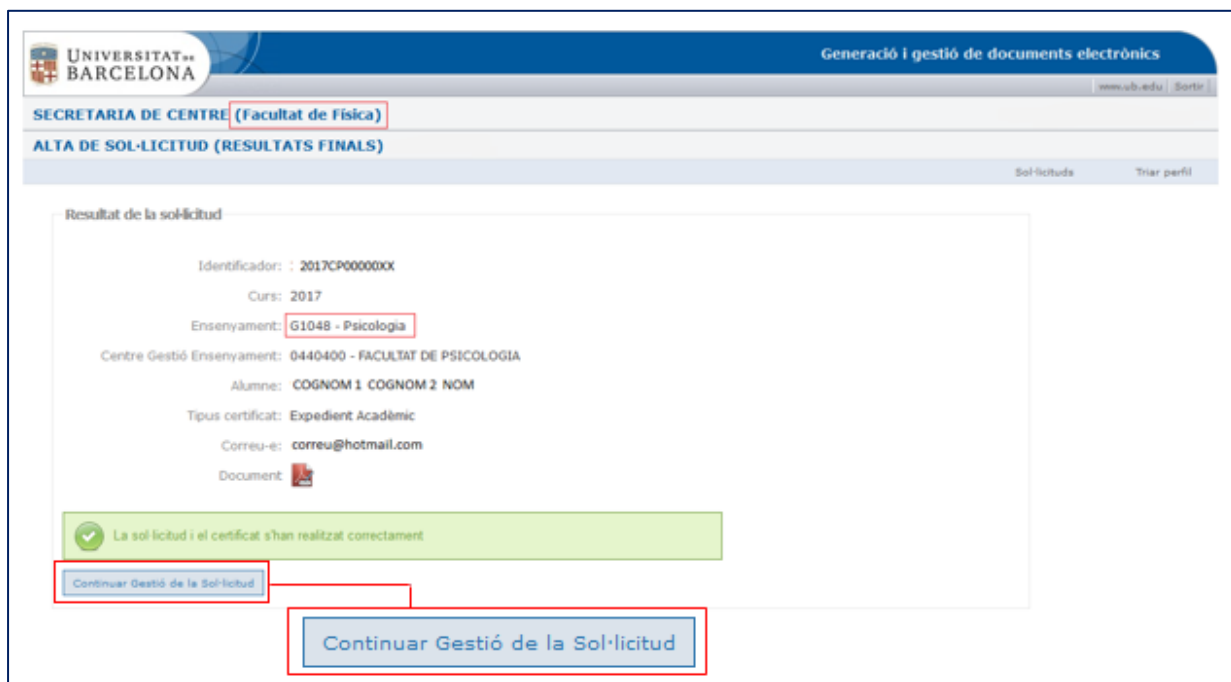 UNIVERSITAT DE
BARCELONA
Generació i gestió de documents electrònics
www.ub.edu Sortir
SECRETARIA DE CENTRE (Facultat de Física)
ALTA DE SOL·LICITUD (RESULTATS FINALS)
Sol·licituds Triar perfil
Resultat de la sol·licitud
Identificador: : 2017CP00000XX
Curs: 2017
Ensenyament: G1048 - Psicologia
Centre Gestió Ensenyament: 0440400 - FACULTAT DE PSICOLOGIA
Alumne: COGNOM 1 COGNOM 2 NOM
Tipus certificat: Expedient Acadèmic
Correu-e: correu@hotmail.com
Document
La sol·licitud i el certificat s'han realitzat correctament
Continuar Gestió de la Sol·licitud
Continuar Gestió de la Sol·licitud